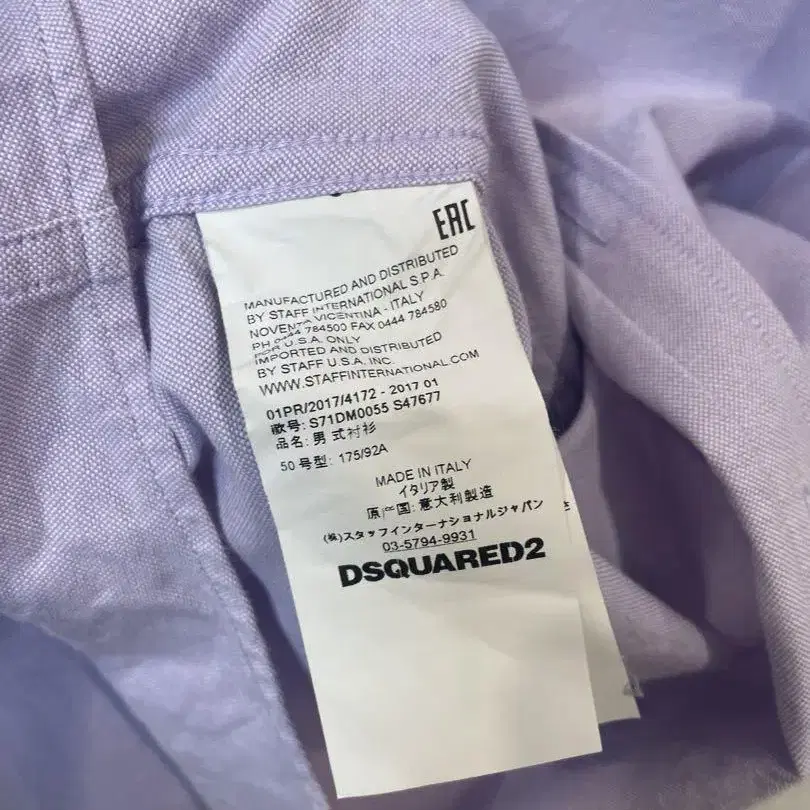 EAC
MANUFACTURED AND DISTRIBUTED
BY STAFF INTERNATIONAL S.P.A.
NOVENTA VICENTINA - ITALY
PH 0444 784500 FAX 0444 784580
FOR U.S.A. ONLY
IMPORTED AND DISTRIBUTED
BY STAFF U.S.A. INC.
WWW.STAFFINTERNATIONAL.COM
01PR/2017/4172 - 2017 01
款号: S71DM0055 S47677
品名: 男式衬衫
50 号型: 175/92A
MADE IN ITALY
イタリア製
原产国: 意大利製造
(株)スタッフインターナショナルジャパン
03-5794-9931
DSQUARED2